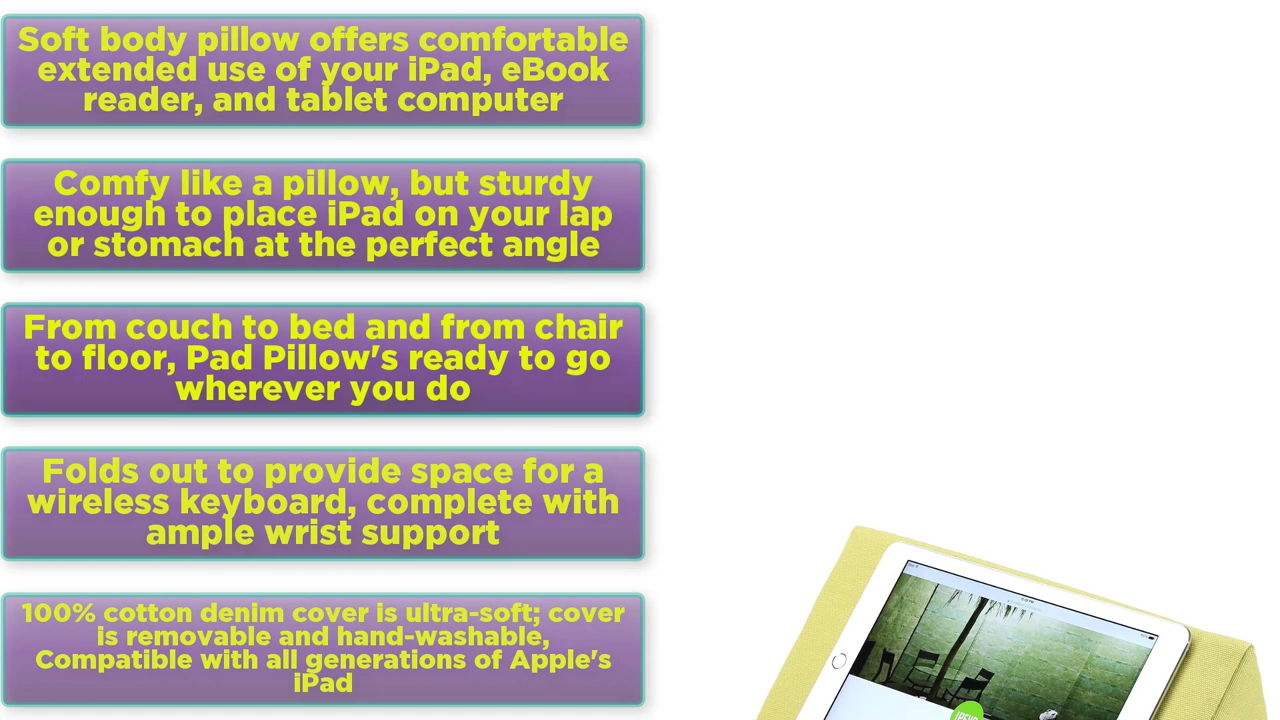 Soft body pillow offers comfortable
extended use of your iPad, eBook
reader, and tablet computer
Comfy like a pillow, but sturdy
enough to place iPad on your lap
or stomach at the perfect angle
From couch to bed and from chair
to floor, Pad Pillow's ready to go
wherever you do
Folds out to provide space for a
wireless keyboard, complete with
ample wrist support
100% cotton denim cover is ultra-soft; cover
is removable and hand-washable,
Compatible with all generations of Apple's
iPad